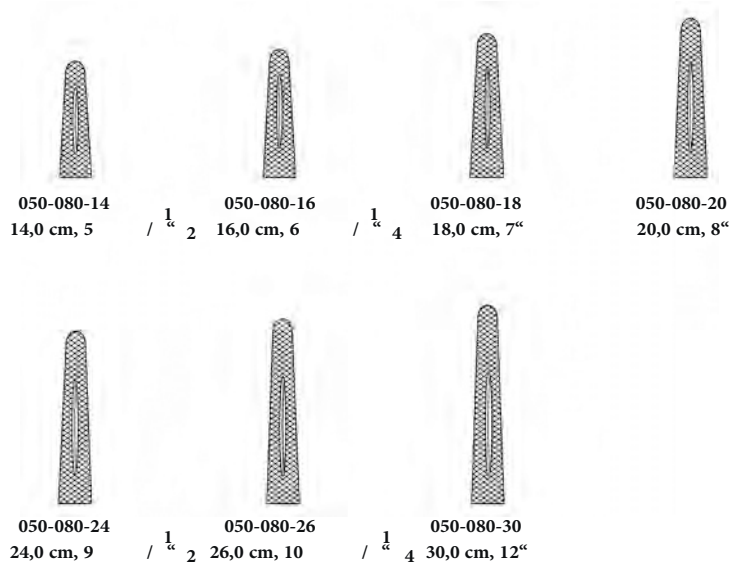 050-080-14 050-080-16 050-080-18 050-080-20
14,0 cm, 5 1/2“ 16,0 cm, 6 1/4“ 18,0 cm, 7“ 20,0 cm, 8“
050-080-24 050-080-26 050-080-30
24,0 cm, 9 1/2“ 26,0 cm, 10 1/4“ 30,0 cm, 12“